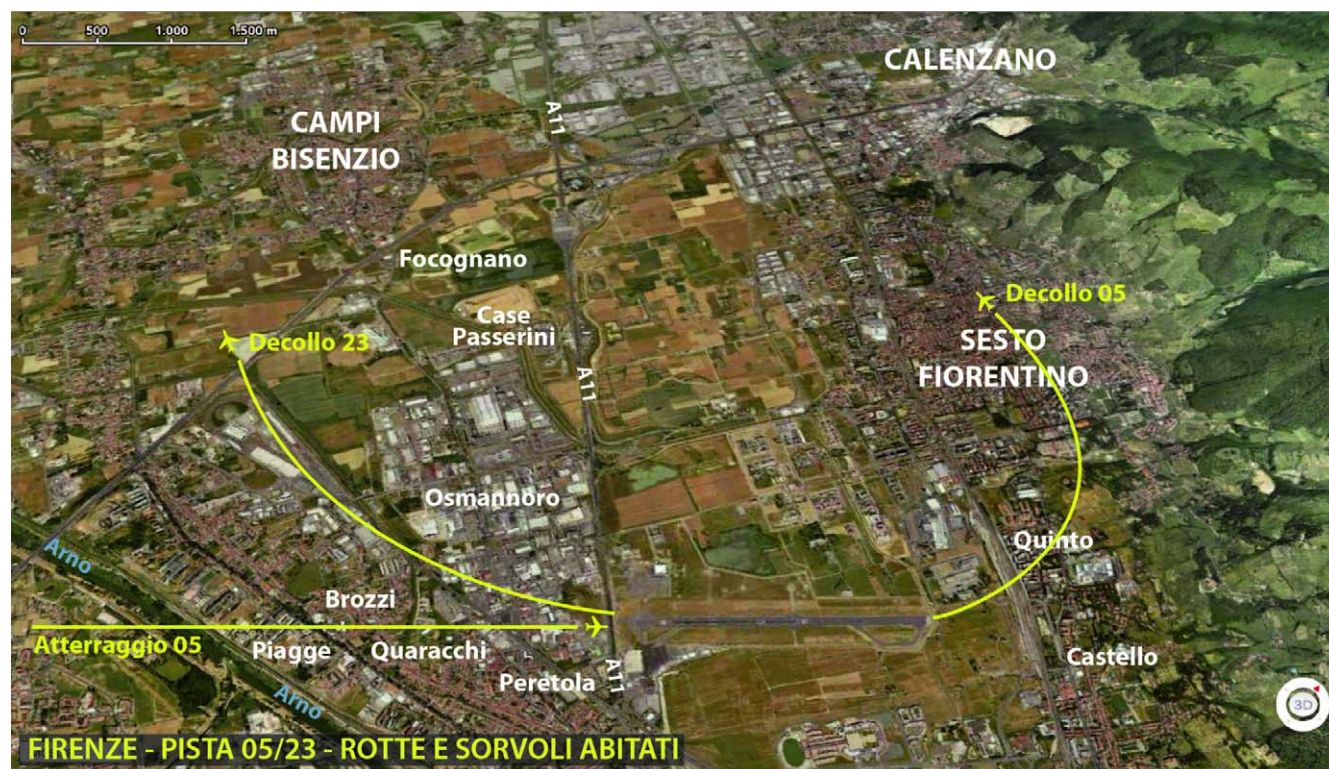 0 500 1.000 1.500 m
CALENZANO
A11
CAMPI
BISENZIO
Focognano
Decollo 05
Case
Passerini
Decollo 23
SESTO
FIORENTINO
A11
Osmannoro
Quinto
Arno
Brozzi
Atterraggio 05
Piagge
Quaracchi
Castello
Peretola
A11
Arno
3D
FIRENZE - PISTA 05/23 - ROTTE E SORVOLI ABITATI